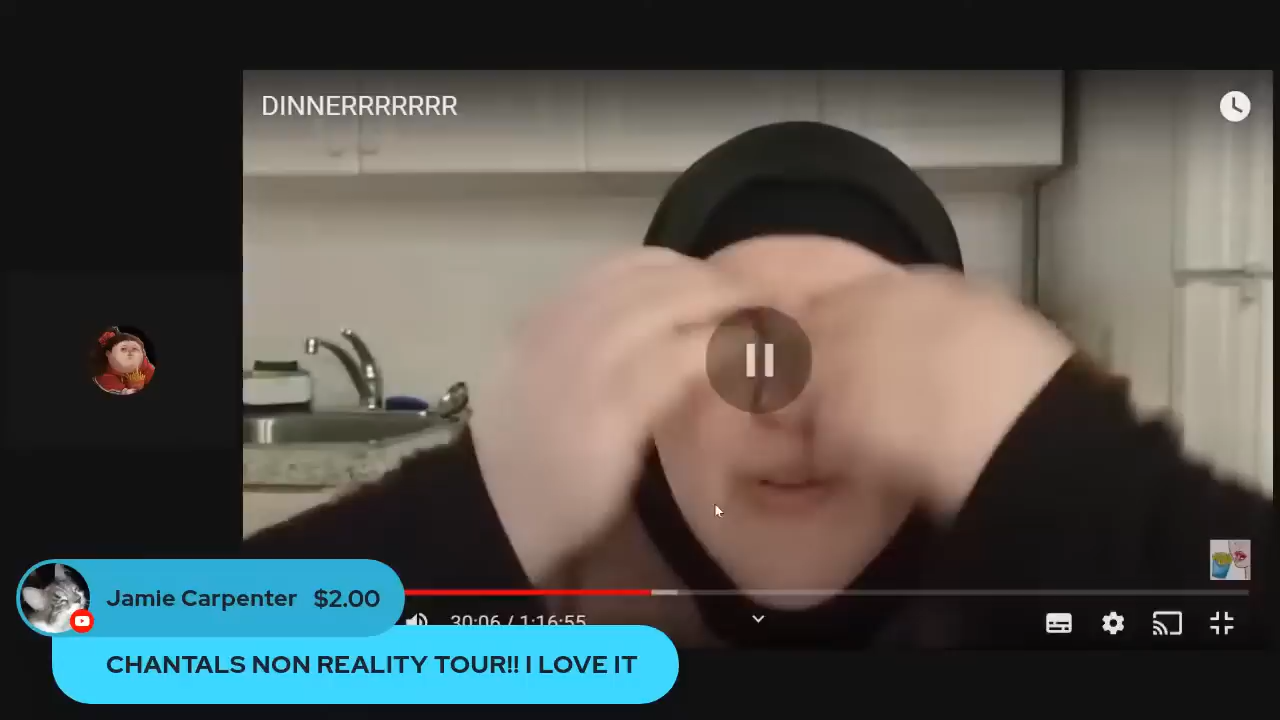 DINNERRRRRRR
30:06 / 1:16:55
Jamie Carpenter $2.00
CHANTALS NON REALITY TOUR!! I LOVE IT